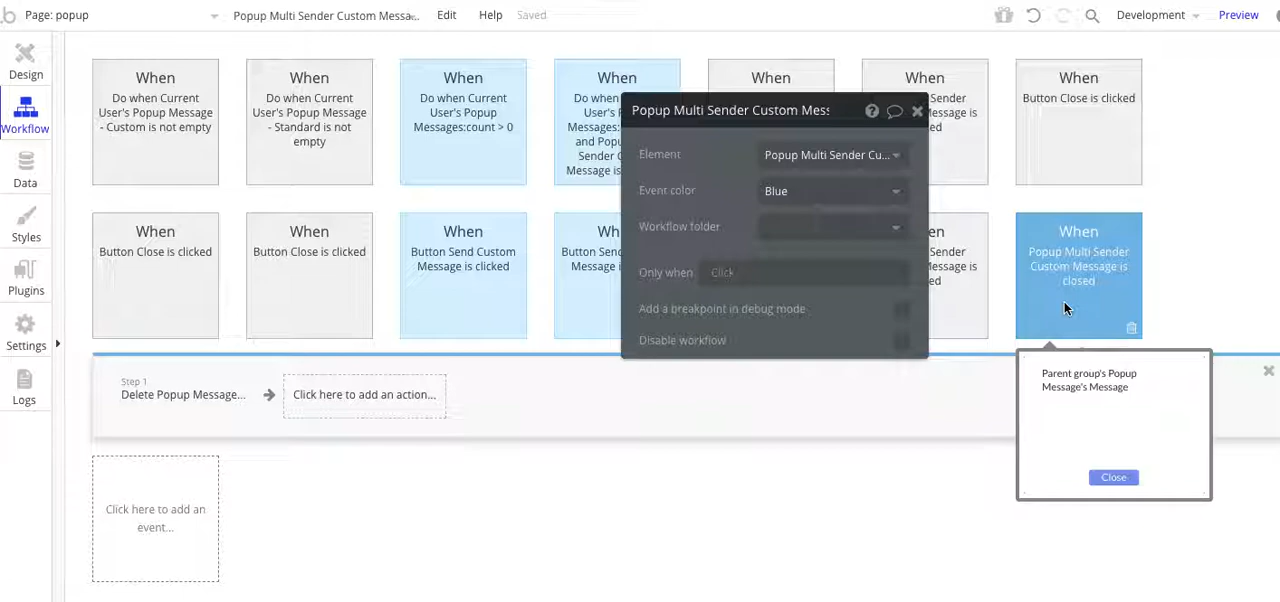 Page: popup
Popup Multi Sender Custom Messa...
Edit
Help
Saved
Development
Preview
Design
Workflow
Data
Styles
Plugins
Settings
Logs
When
Do when Current
User's Popup Message
- Custom is not empty
When
Do when Current
User's Popup Message
- Standard is not
empty
When
Do when Current
User's Popup
Messages:count > 0
When
Do when
User's P
Messages:
and Popu
Sender C
Message is
When
When
Sender
Message is
ed
When
Button Close is clicked
When
Button Close is clicked
When
Button Close is clicked
When
Button Send Custom
Message is clicked
Wh
Button Sen
Message i
en
Sender
Message is
ed
When
Popup Multi Sender
Custom Message is
closed
Popup Multi Sender Custom Mess
Element
Popup Multi Sender Cu...
Event color
Blue
Workflow folder
Only when
Click
Add a breakpoint in debug mode
Disable workflow
Step 1
Delete Popup Message...
Click here to add an action...
Parent group's Popup
Message's Message
Close
Click here to add an
event...